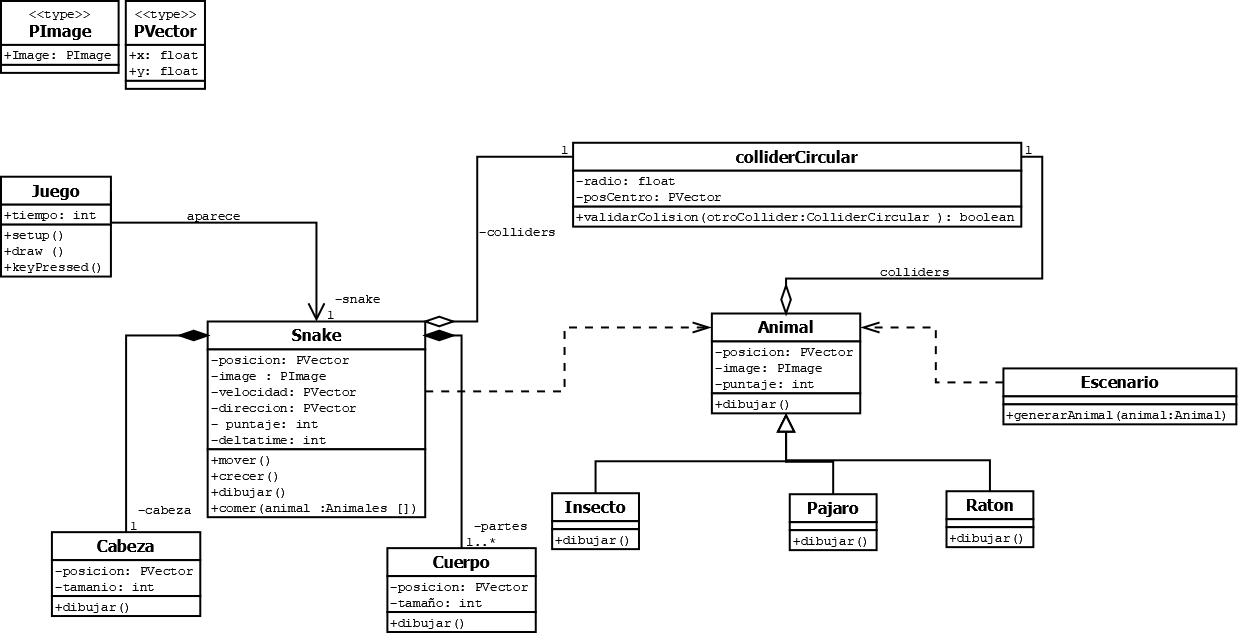 <<type>>
PImage
+Image: PImage
<<type>>
PVector
+x: float
+y: float
Juego
+tiempo: int
+setup()
+draw ()
+keyPressed()
aparece
-snake
1
-colliders
1
colliderCircular
-radio: float
-posCentro: PVector
+validarColision(otroCollider:ColliderCircular ): boolean
1
colliders
Snake
-posicion: PVector
-image : PImage
-velocidad: PVector
-direccion: PVector
- puntaje: int
-deltatime: int
+mover()
+crecer()
+dibujar()
+comer(animal :Animales [])
Animal
-posicion: PVector
-image: PImage
-puntaje: int
+dibujar()
Escenario
+generarAnimal(animal:Animal)
-cabeza
1
Cabeza
-posicion: PVector
-tamanio: int
+dibujar()
-partes
1..*
Cuerpo
-posicion: PVector
-tamaño: int
+dibujar()
Insecto
+dibujar()
Pajaro
+dibujar()
Raton
+dibujar()